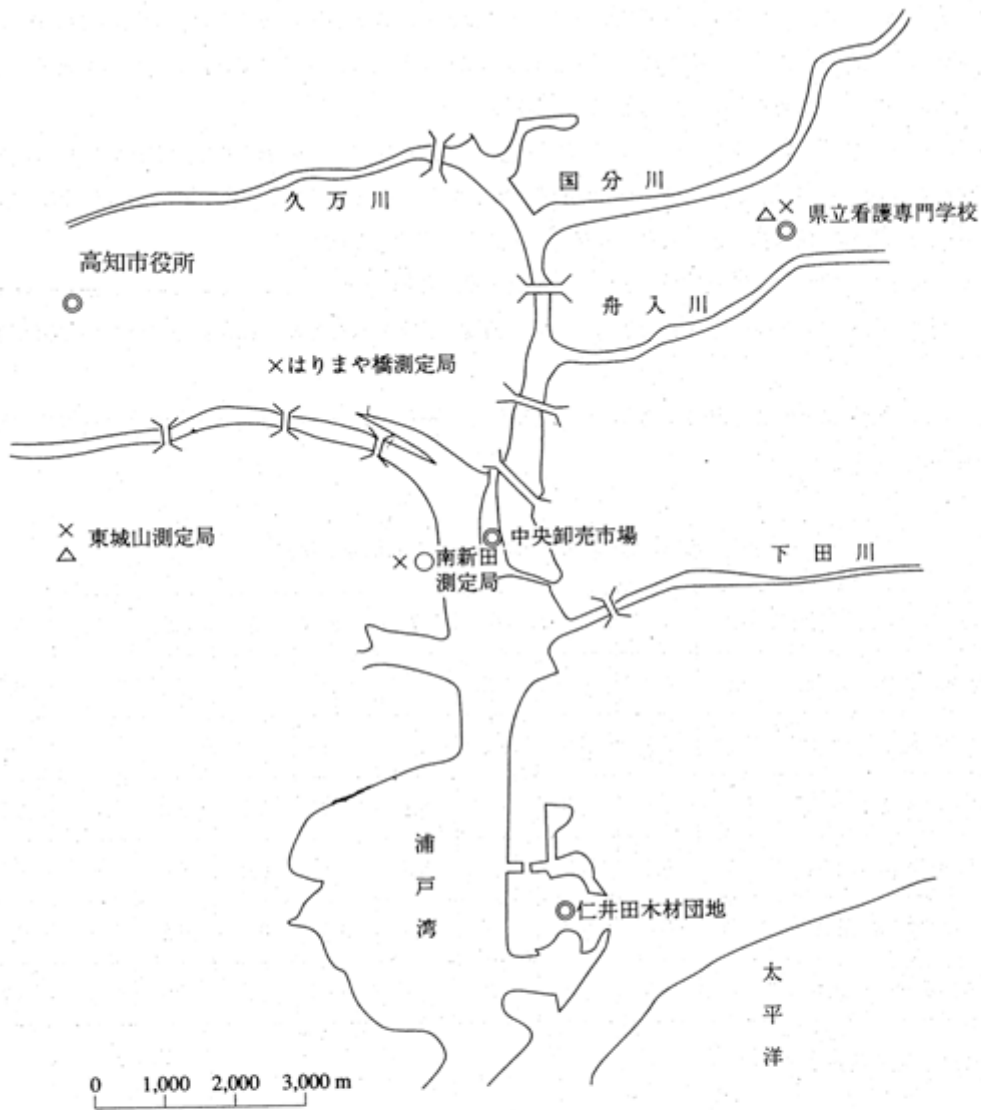 国分川
久万川
×
△
◎
県立看護専門学校
高知市役所
◎
舟入川
×はりまや橋測定局
×
△
東城山測定局
◎中央卸売市場
×○南新田
測定局
下田川
浦戸湾
◎仁井田木材団地
太平洋
0 1,000 2,000 3,000 m